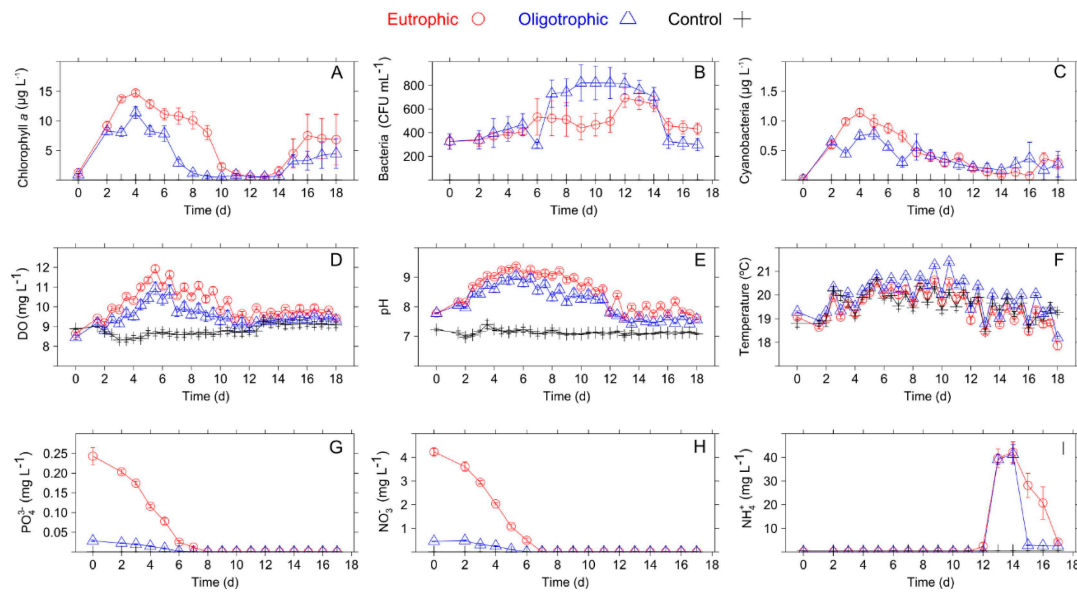 Eutrophic Oligotrophic Control
A B C
Chlorophyll a (µg L⁻¹)
15
10
5
0 2 4 6 8 10 12 14 16 18
Time (d)
Bacteria (CFU mL⁻¹)
800
600
400
200
0 2 4 6 8 10 12 14 16 18
Time (d)
Cyanobacteria (µg L⁻¹)
1.5
1.0
0.5
0
0 2 4 6 8 10 12 14 16 18
Time (d)
D E F
DO (mg L⁻¹)
12
11
10
9
8
0 2 4 6 8 10 12 14 16 18
Time (d)
pH
9
8
7
0 2 4 6 8 10 12 14 16 18
Time (d)
Temperature (ºC)
21
20
19
18
0 2 4 6 8 10 12 14 16 18
Time (d)
G H I
PO₄³⁻ (mg L⁻¹)
0.25
0.20
0.15
0.10
0.05
0 2 4 6 8 10 12 14 16 18
Time (d)
NO₃⁻ (mg L⁻¹)
4
3
2
1
0
0 2 4 6 8 10 12 14 16 18
Time (d)
NH₄⁺ (mg L⁻¹)
40
30
20
10
0
0 2 4 6 8 10 12 14 16 18
Time (d)